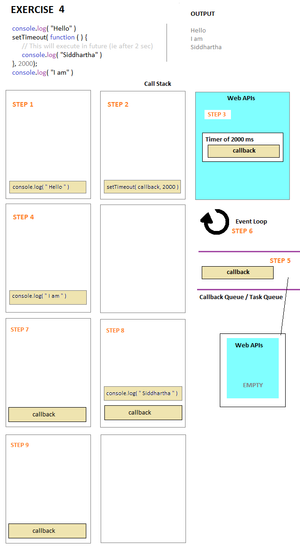 EXERCISE 4
console.log( "Hello" )
setTimeout( function ( ) {
// This will execute in future (ie after 2 sec)
console.log( "Siddhartha" )
}, 2000);
console.log( "I am" )
OUTPUT
Hello
I am
Siddhartha
Call Stack
STEP 1
console.log( " Hello " )
STEP 2
setTimeout( callback, 2000 )
Web APIs
STEP 3
Timer of 2000 ms
callback
STEP 4
console.log( " I am " )
Event Loop
STEP 6
STEP 5
callback
Callback Queue / Task Queue
STEP 7
callback
STEP 8
console.log( " Siddhartha " )
callback
Web APIs
EMPTY
STEP 9
callback